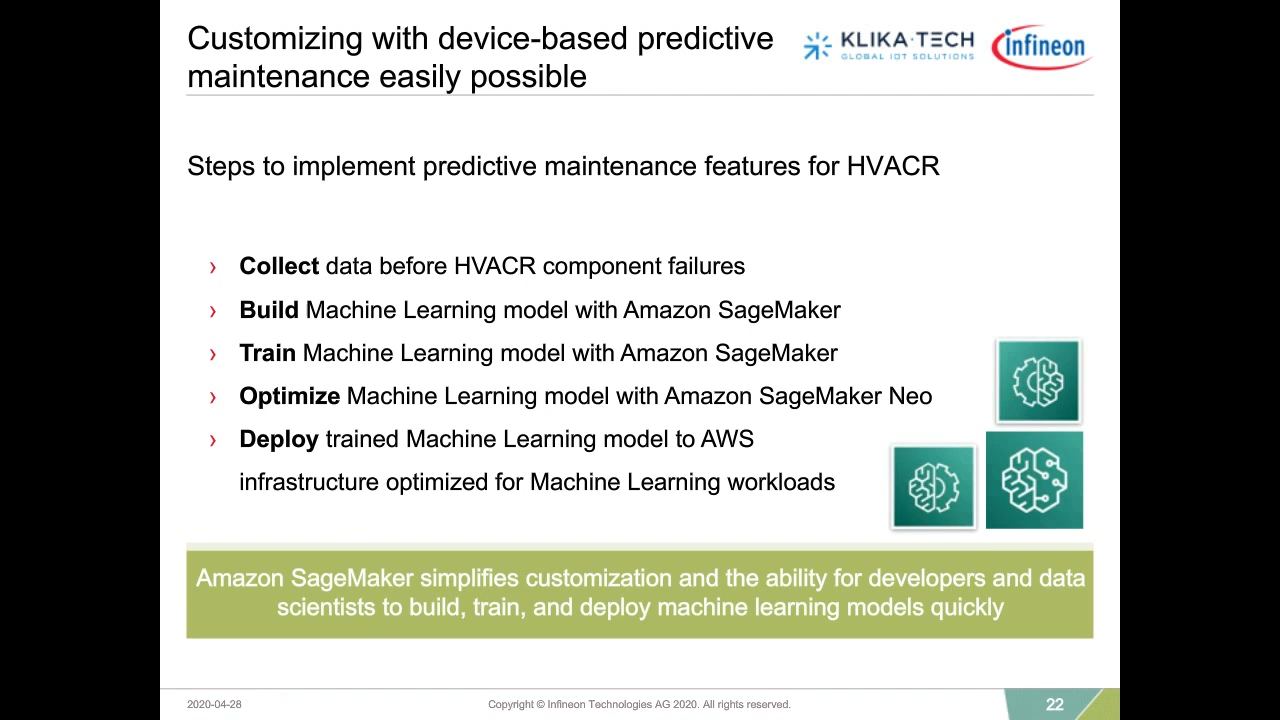 Customizing with device-based predictive
maintenance easily possible
KLIKA·TECH
GLOBAL IOT SOLUTIONS
infineon
Steps to implement predictive maintenance features for HVACR
› Collect data before HVACR component failures
› Build Machine Learning model with Amazon SageMaker
› Train Machine Learning model with Amazon SageMaker
› Optimize Machine Learning model with Amazon SageMaker Neo
› Deploy trained Machine Learning model to AWS
infrastructure optimized for Machine Learning workloads
Amazon SageMaker simplifies customization and the ability for developers and data
scientists to build, train, and deploy machine learning models quickly
2020-04-28
Copyright © Infineon Technologies AG 2020. All rights reserved.
22